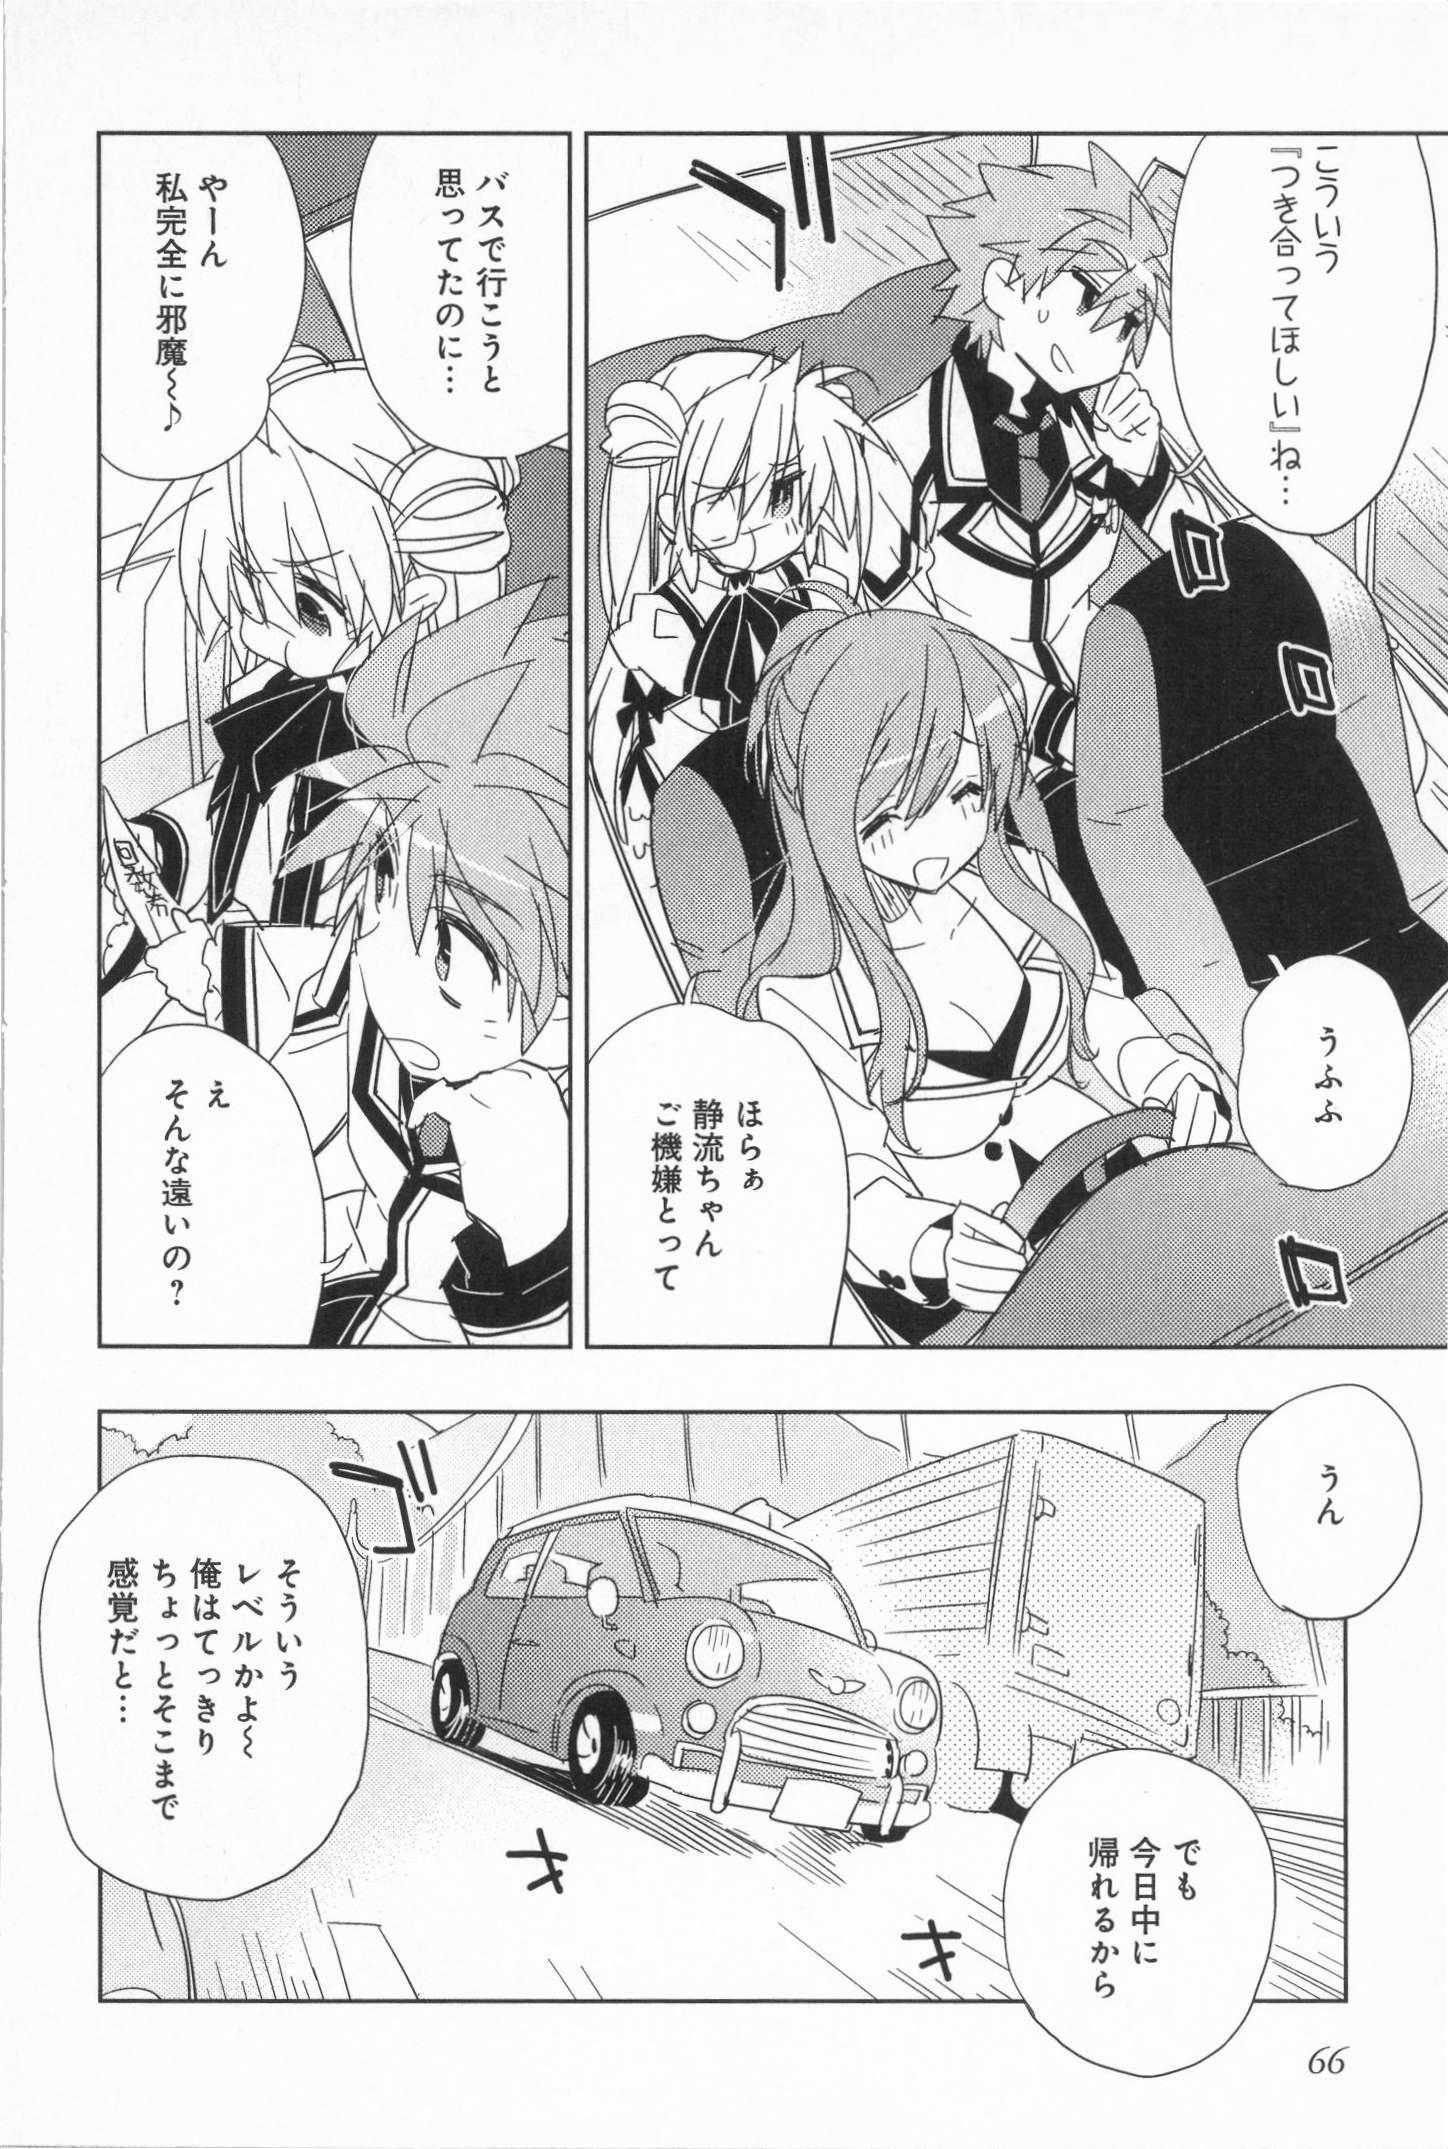 こういう
『つき合ってほしい』ね…
うふふ
ほらぁ
静流ちゃん
ご機嫌とって
ブロロロ
バスで行こうと
思ってたのに…
やーん
私完全に邪魔～♪
え
そんな遠いの？
うん
でも
今日中に
帰れるから
ブキキ
そういう
レベルかよ～
俺はてっきり
ちょっとそこまで
感覚だと…
66